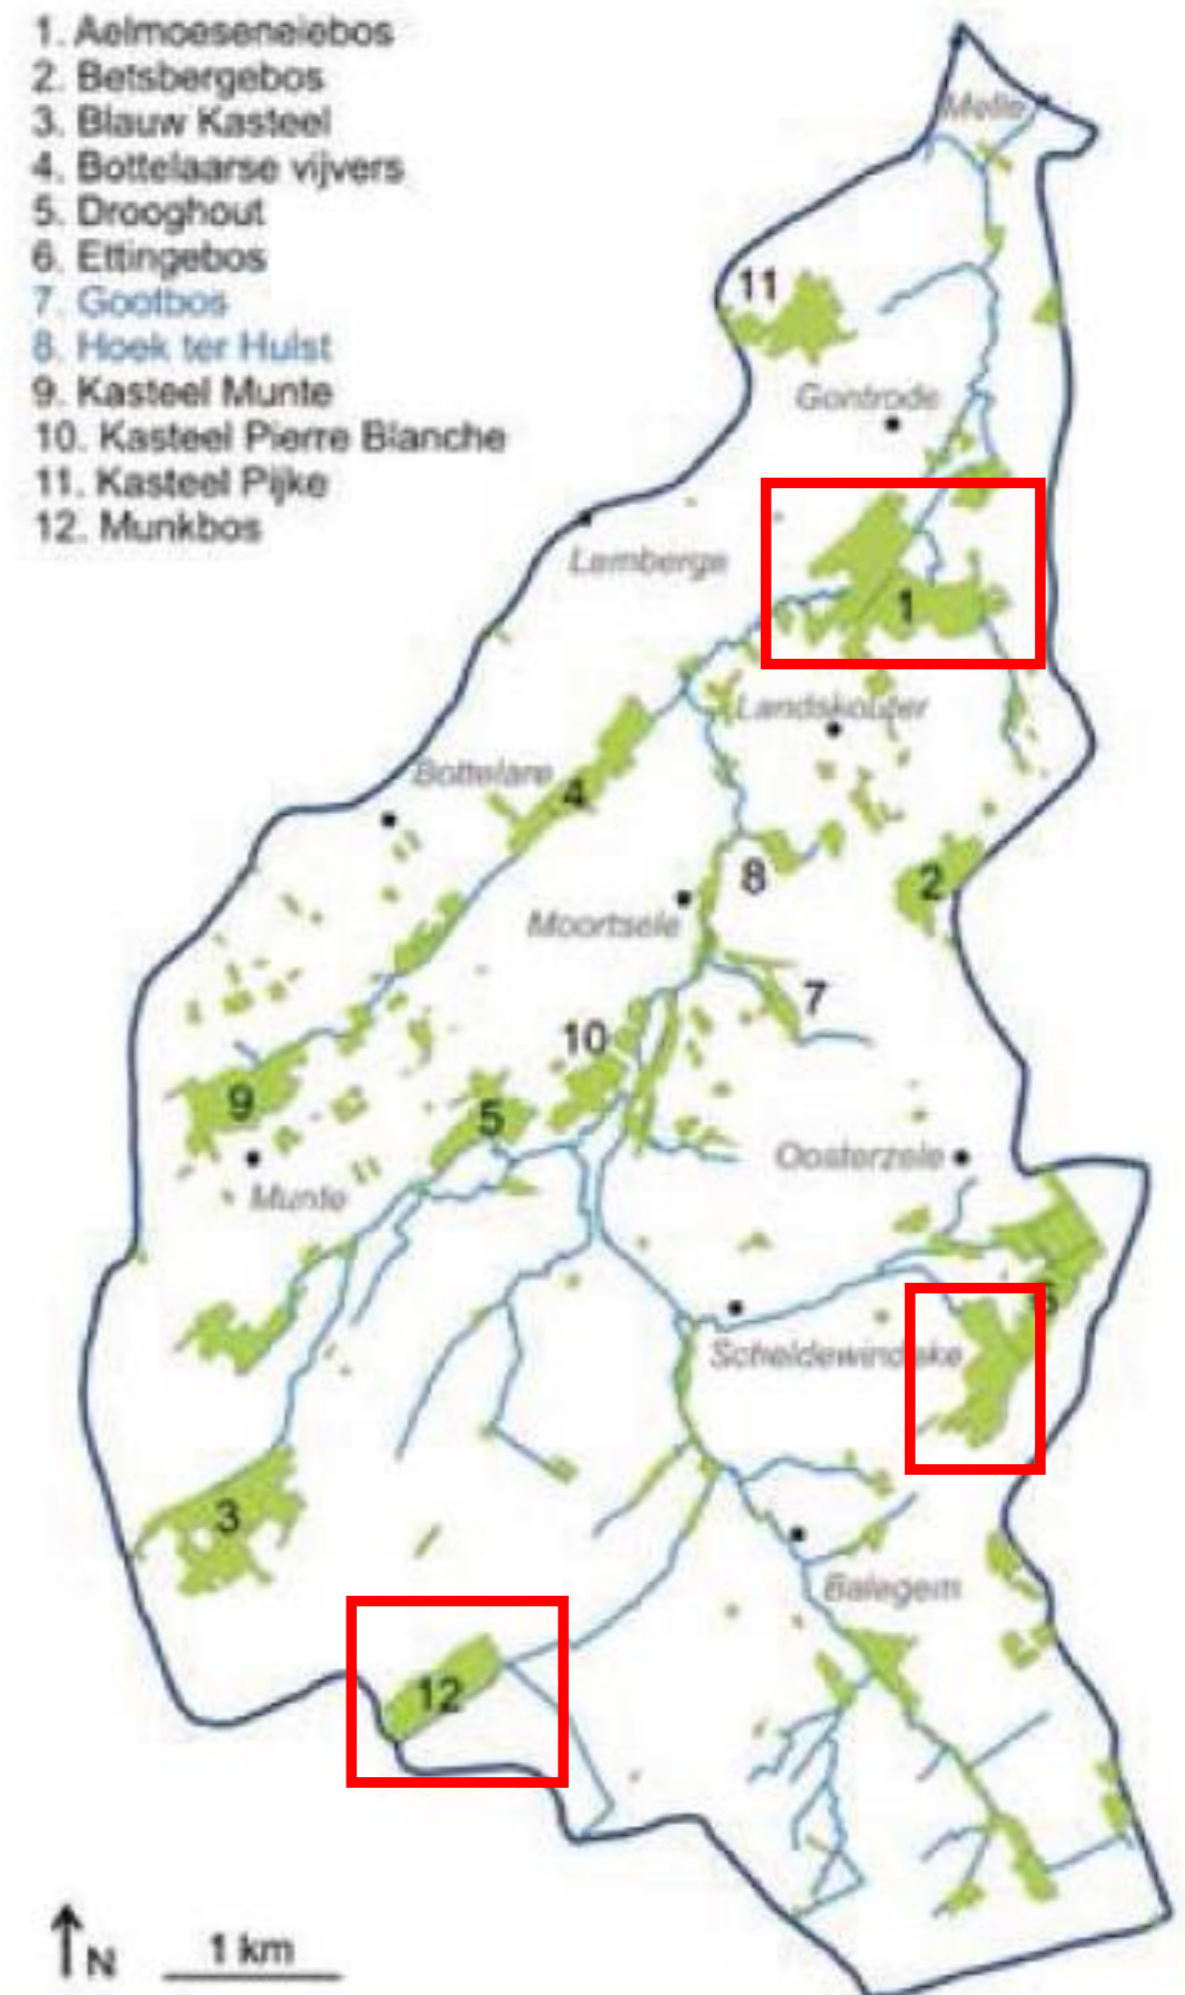 1. Aelmoeseneiebos
2. Betsbergebos
3. Blauw Kasteel
4. Bottelaarse vijvers
5. Drooghout
6. Ettingebos
7. Gootbos
8. Hoek ter Hulst
9. Kasteel Munte
10. Kasteel Pierre Blanche
11. Kasteel Pijke
12. Munkbos
Melle
11
Gontrode
Lemberge
1
Landskouter
Bottelare
4
8
2
Moortsele
7
10
9
5
Oosterzele
Munte
6
Scheldewindeke
3
Balegem
12
N
1 km